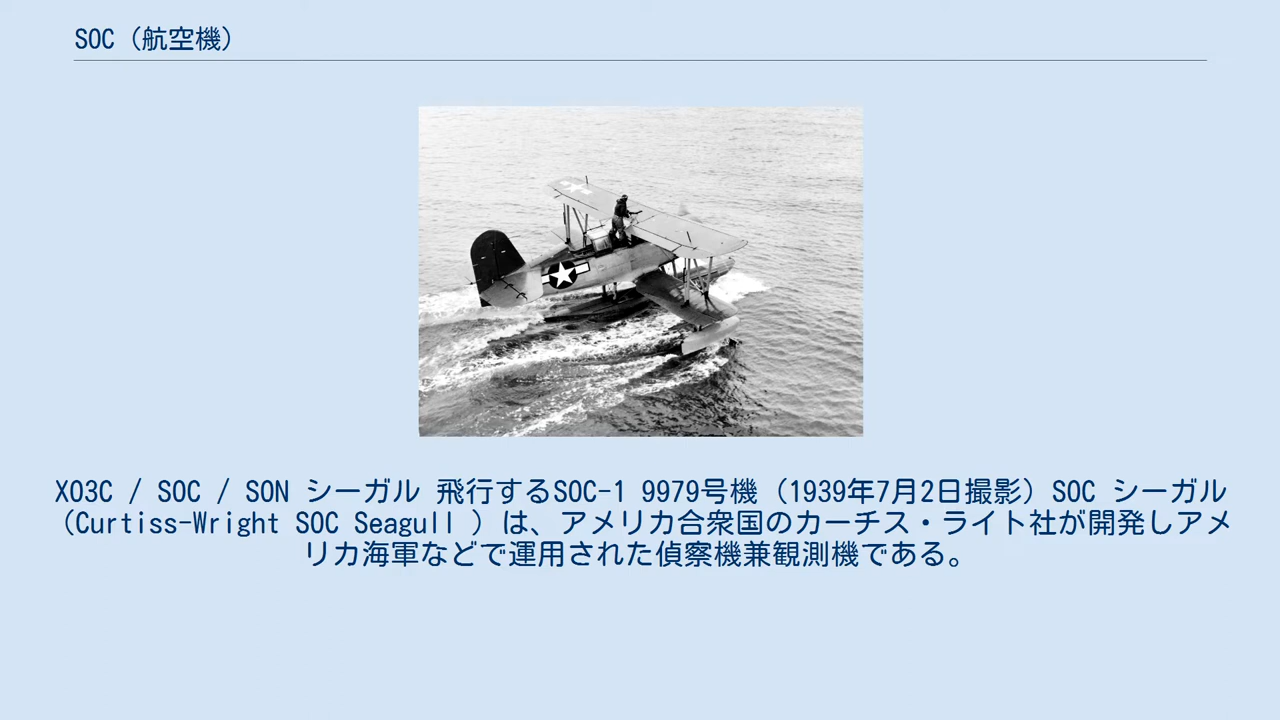 SOC（航空機）
XO3C / SOC / SON シーガル 飛行するSOC-1 9979号機（1939年7月2日撮影）SOC シーガル
（Curtiss-Wright SOC Seagull ）は、アメリカ合衆国のカーチス・ライト社が開発しアメ
リカ海軍などで運用された偵察機兼観測機である。